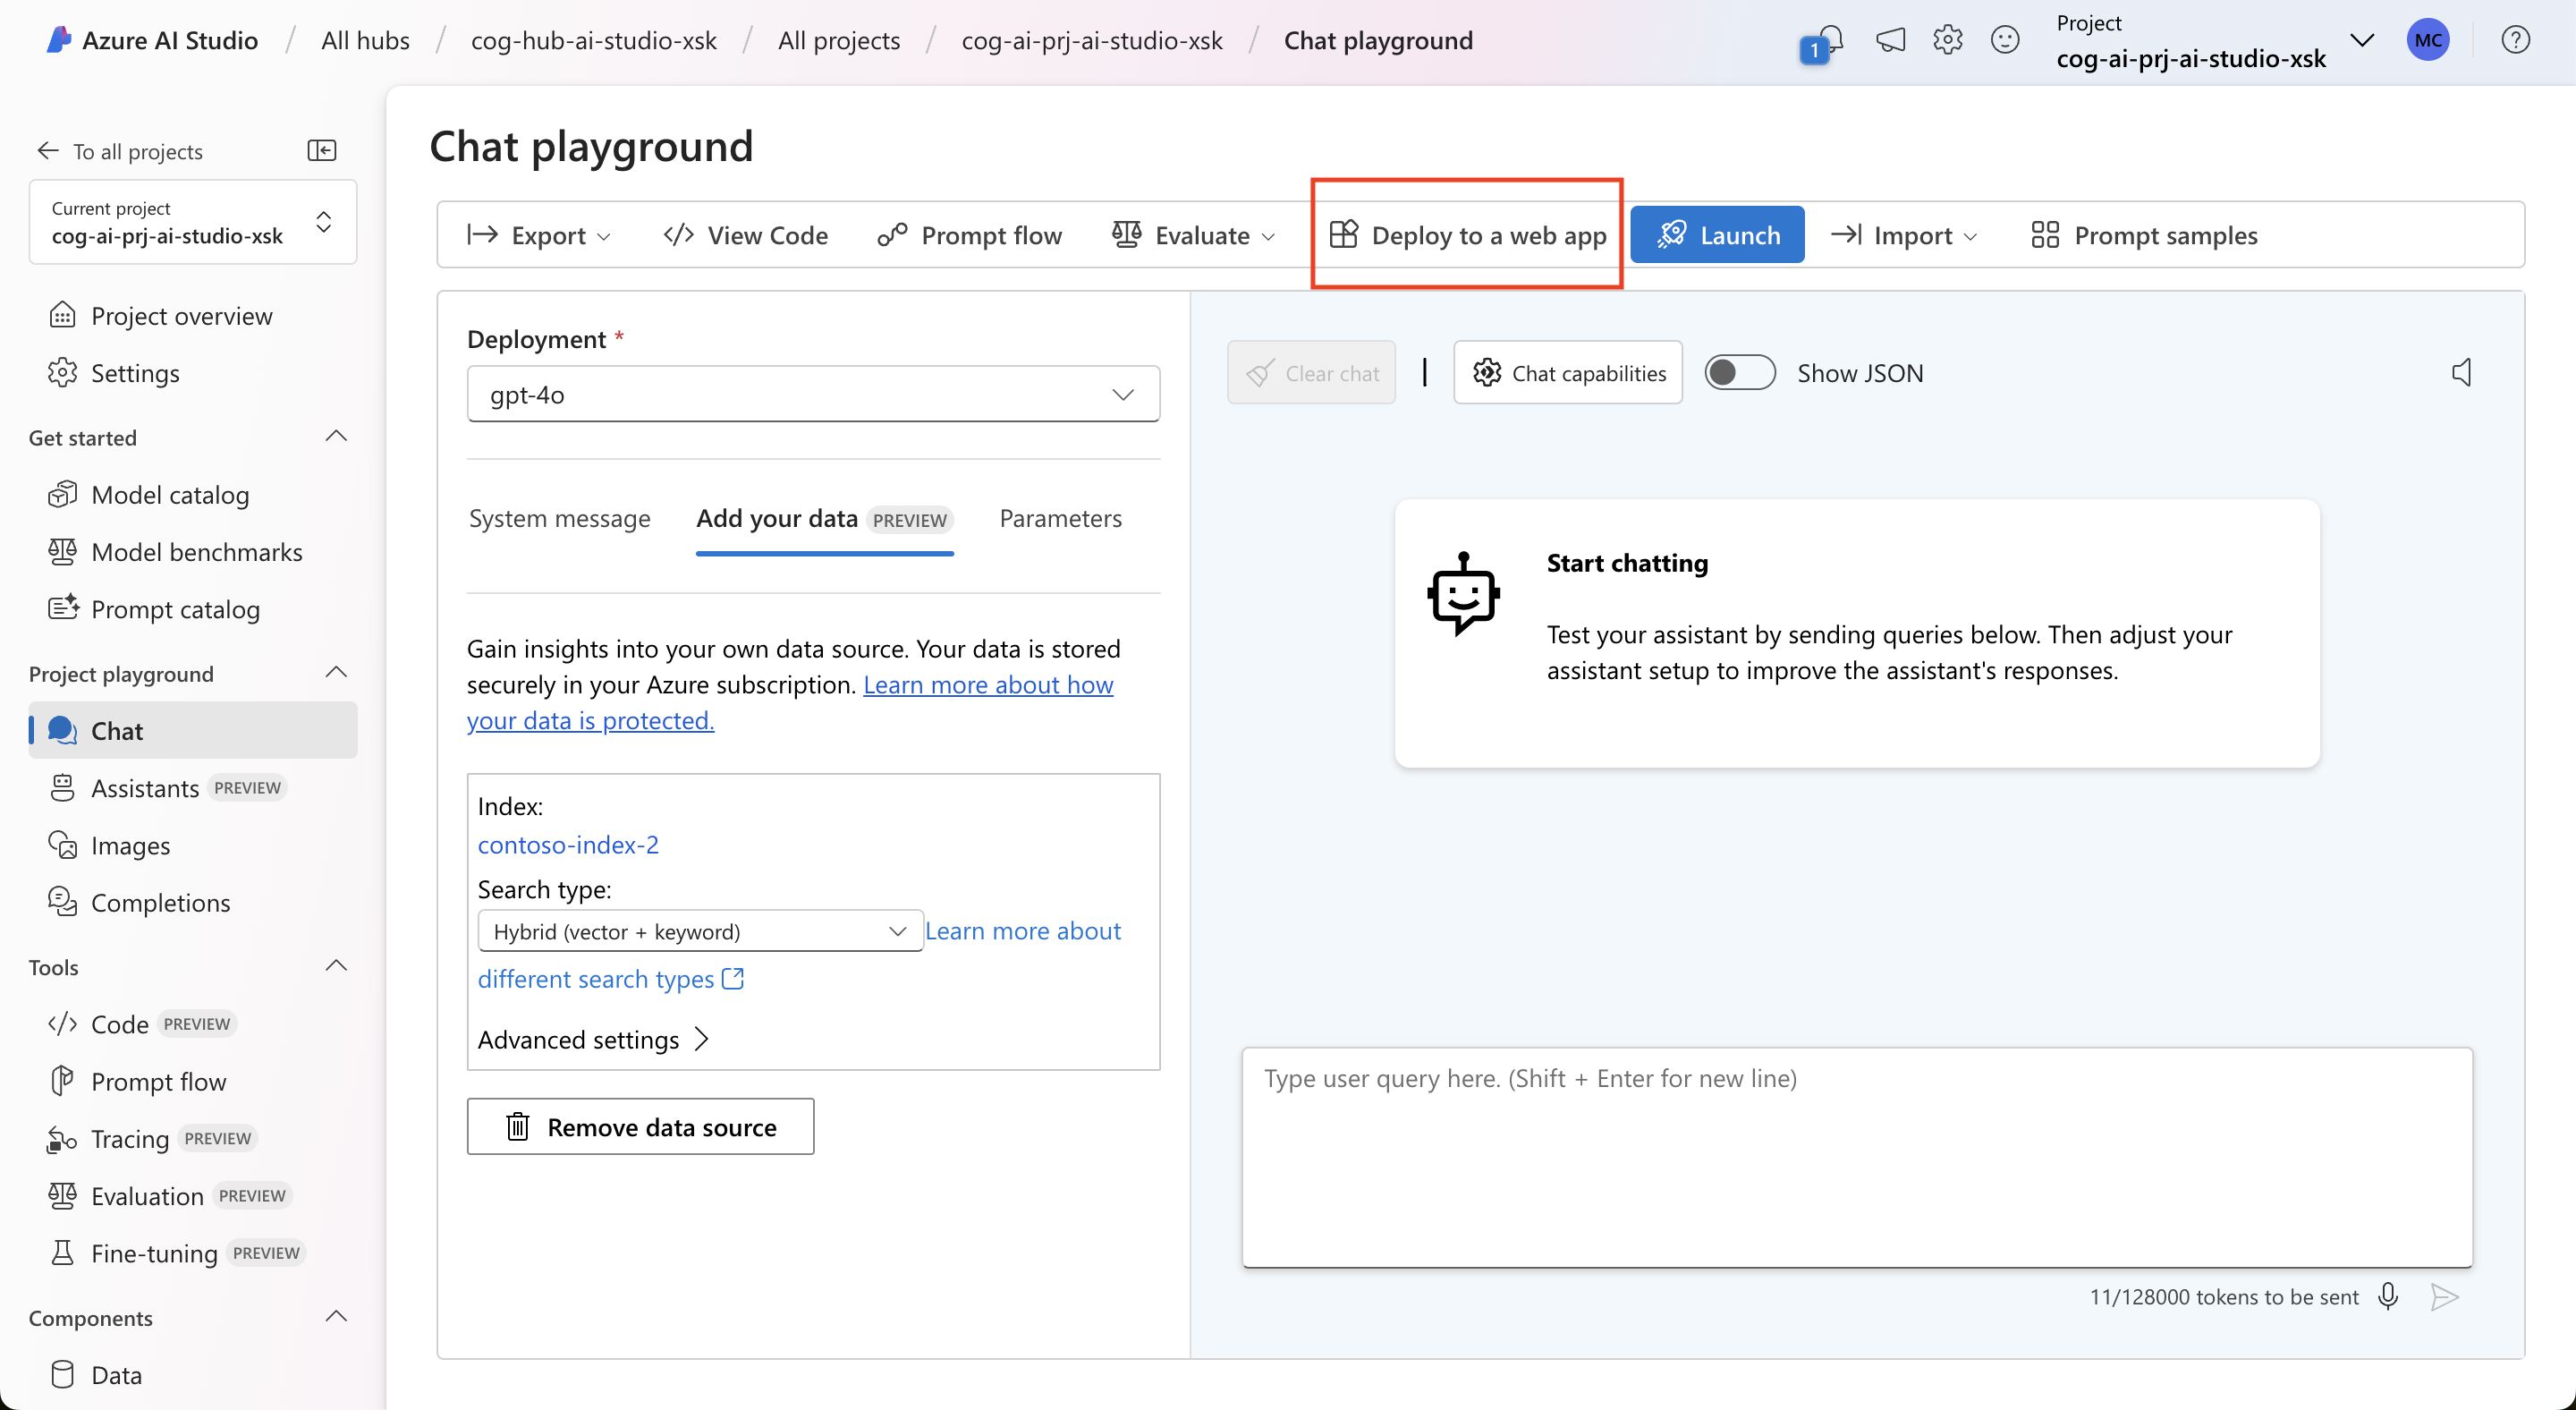 Azure AI Studio / All hubs / cog-hub-ai-studio-xsk / All projects / cog-ai-prj-ai-studio-xsk / Chat playground
1
Project
cog-ai-prj-ai-studio-xsk
MC
To all projects
Current project
cog-ai-prj-ai-studio-xsk
Project overview
Settings
Get started
Model catalog
Model benchmarks
Prompt catalog
Project playground
Chat
Assistants PREVIEW
Images
Completions
Tools
Code PREVIEW
Prompt flow
Tracing PREVIEW
Evaluation PREVIEW
Fine-tuning PREVIEW
Components
Data
Chat playground
Export View Code Prompt flow Evaluate Deploy to a web app Launch Import Prompt samples
Deployment *
gpt-4o
System message Add your data PREVIEW Parameters
Gain insights into your own data source. Your data is stored
securely in your Azure subscription. Learn more about how
your data is protected.
Index:
contoso-index-2
Search type:
Hybrid (vector + keyword) Learn more about
different search types
Advanced settings
Remove data source
Clear chat | Chat capabilities Show JSON
Start chatting
Test your assistant by sending queries below. Then adjust your
assistant setup to improve the assistant's responses.
Type user query here. (Shift + Enter for new line)
11/128000 tokens to be sent